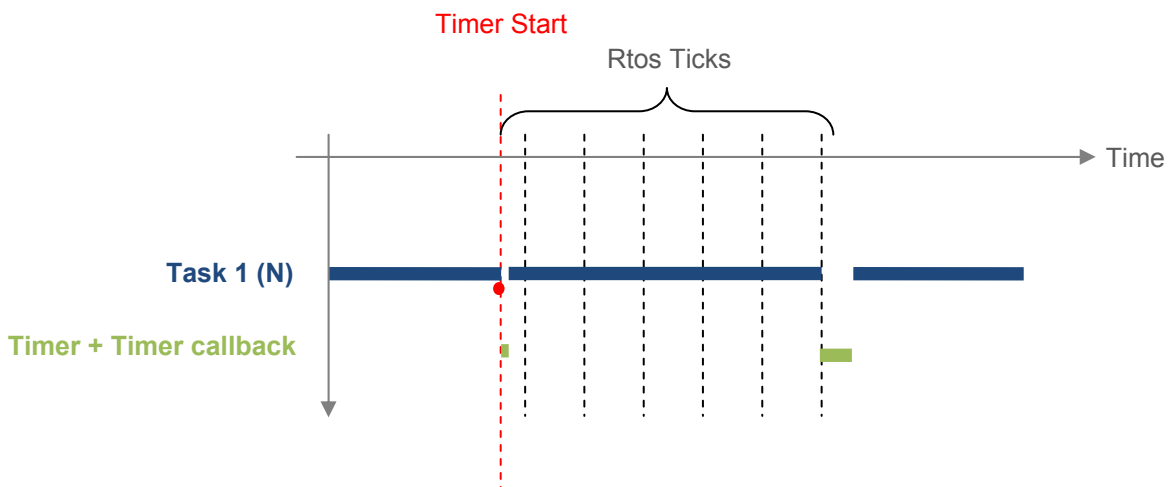 Timer Start
Rtos Ticks
Time
Task 1 (N)
Timer + Timer callback